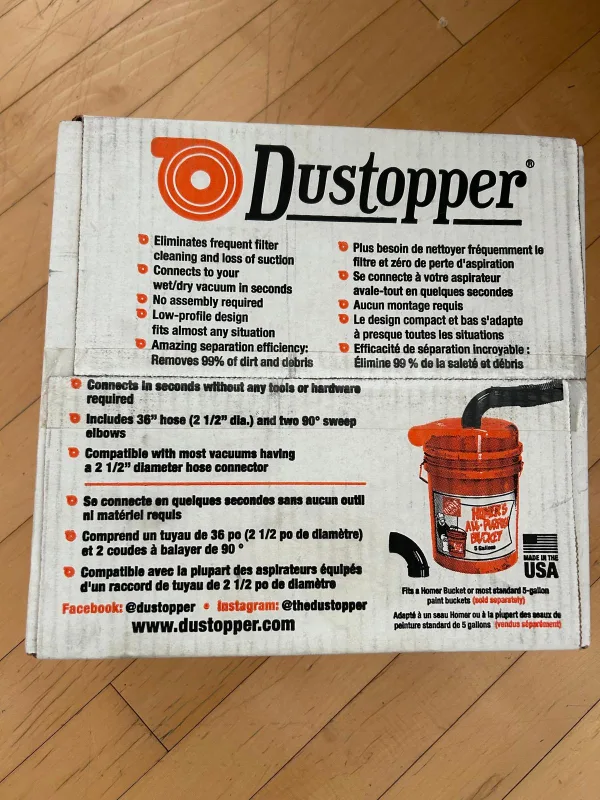 Dustopper®
Eliminates frequent filter
cleaning and loss of suction
Connects to your
wet/dry vacuum in seconds
No assembly required
Low-profile design
fits almost any situation
Amazing separation efficiency:
Removes 99% of dirt and debris
Plus besoin de nettoyer fréquemment le
filtre et zéro de perte d'aspiration
Se connecte à votre aspirateur
avale-tout en quelques secondes
Aucun montage requis
Le design compact et bas s'adapte
à presque toutes les situations
Efficacité de séparation incroyable :
Élimine 99 % de la saleté et débris
Connects in seconds without any tools or hardware
required
Includes 36” hose (2 1/2” dia.) and two 90° sweep
elbows
Compatible with most vacuums having
a 2 1/2” diameter hose connector
Se connecte en quelques secondes sans aucun outil
ni matériel requis
Comprend un tuyau de 36 po (2 1/2 po de diamètre)
et 2 coudes à balayer de 90 °
Compatible avec la plupart des aspirateurs équipés
d'un raccord de tuyau de 2 1/2 po de diamètre
Facebook: @dustopper • Instagram: @thedustopper
www.dustopper.com
HOMER'S
ALL-PURPOSE
BUCKET
5 Gallons
MADE IN THE
USA
Fits a Homer Bucket or most standard 5-gallon
paint buckets (sold separately)
Adapté à un seau Homer ou à la plupart des seaux de
peinture standard de 5 gallons (vendus séparément)